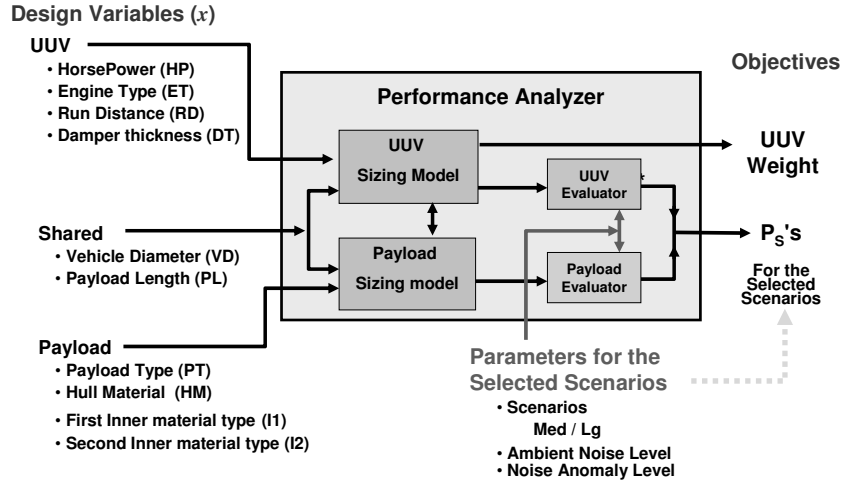 Design Variables (x)
UUV
• HorsePower (HP)
• Engine Type (ET)
• Run Distance (RD)
• Damper thickness (DT)
Shared
• Vehicle Diameter (VD)
• Payload Length (PL)
Payload
• Payload Type (PT)
• Hull Material (HM)
• First Inner material type (I1)
• Second Inner material type (I2)
Performance Analyzer
UUV
Sizing Model
Payload
Sizing model
UUV
Evaluator
*
Payload
Evaluator
Parameters for the
Selected Scenarios
• Scenarios
Med / Lg
• Ambient Noise Level
• Noise Anomaly Level
Objectives
UUV
Weight
PS's
For the
Selected
Scenarios